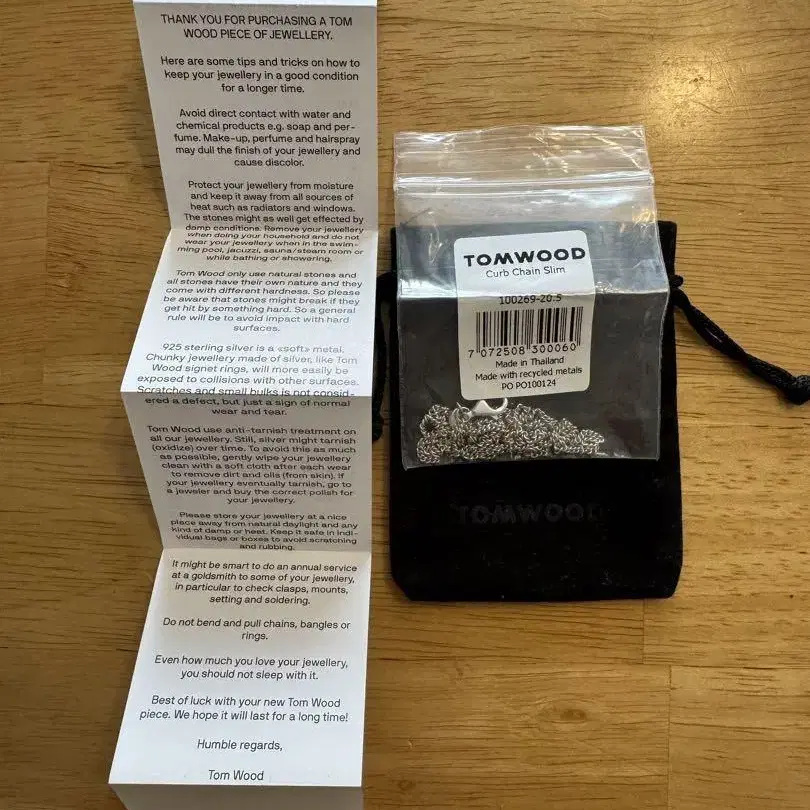 THANK YOU FOR PURCHASING A TOM
WOOD PIECE OF JEWELLERY.
Here are some tips and tricks on how to
keep your jewellery in a good condition
for a longer time.
Avoid direct contact with water and
chemical products e.g. soap and per-
fume. Make-up, perfume and hairspray
may dull the finish of your jewellery and
cause discolor.
Protect your jewellery from moisture
and keep it away from all sources of
heat such as radiators and windows.
The stones might as well get effected by
damp conditions. Remove your jewellery
when doing your household and do not
wear your jewellery when in the swim-
ming pool, jacuzzi, sauna/steam room or
while bathing or showering.
Tom Wood only use natural stones and
all stones have their own nature and they
come with different hardness. So please
be aware that stones might break if they
get hit by something hard. So a general
rule will be to avoid impact with hard
surfaces.
925 sterling silver is a «soft» metal.
Chunky jewellery made of silver, like Tom
Wood signet rings, will more easily be
exposed to collisions with other surfaces.
Scratches and small bulks is not consid-
ered a defect, but just a sign of normal
wear and tear.
Tom Wood use anti-tarnish treatment on
all our jewellery. Still, silver might tarnish
(oxidize) over time. To avoid this as much
as possible, gently wipe your jewellery
clean with a soft cloth after each wear
to remove dirt and oils (from skin). If
your jewellery eventually tarnish, go to
a jeweler and buy the correct polish for
your jewellery.
Please store your jewellery at a nice
place away from natural daylight and any
kind of damp or heat. Keep it safe in indi-
vidual bags or boxes to avoid scratching
and rubbing.
It might be smart to do an annual service
at a goldsmith to some of your jewellery,
in particular to check clasps, mounts,
setting and soldering.
Do not bend and pull chains, bangles or
rings.
Even how much you love your jewellery,
you should not sleep with it.
Best of luck with your new Tom Wood
piece. We hope it will last for a long time!
Humble regards,
Tom Wood
TOMWOOD
Curb Chain Slim
100269-20.5
7 072508 300060
Made in Thailand
Made with recycled metals
PO PO100124
TOMWOOD